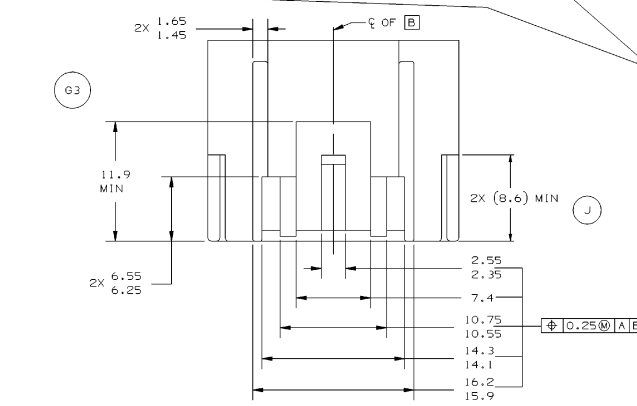 2X 1.65
1.45
℄ OF B
G3
11.9
MIN
2X (8.6) MIN
J
2X 6.55
6.25
2.55
2.35
7.4
10.75
10.55
⌖ 0.25Ⓜ A B
14.3
14.1
16.2
15.9